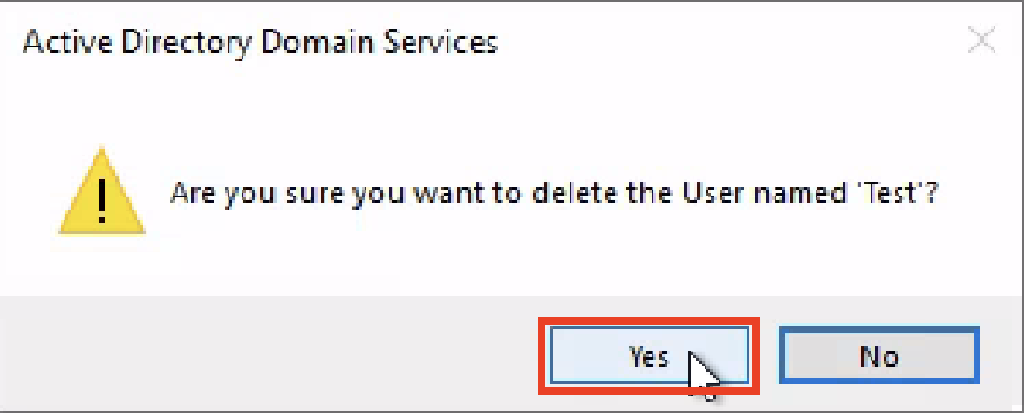 Active Directory Domain Services
Are you sure you want to delete the User named 'Test'?
Yes
No